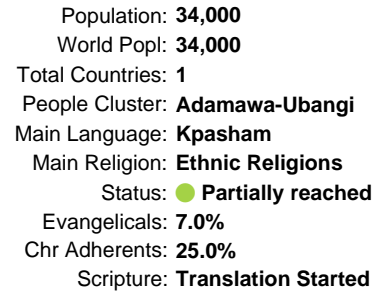 Population: 34,000
World Popl: 34,000
Total Countries: 1
People Cluster: Adamawa-Ubangi
Main Language: Kpasham
Main Religion: Ethnic Religions
Status: Partially reached
Evangelicals: 7.0%
Chr Adherents: 25.0%
Scripture: Translation Started